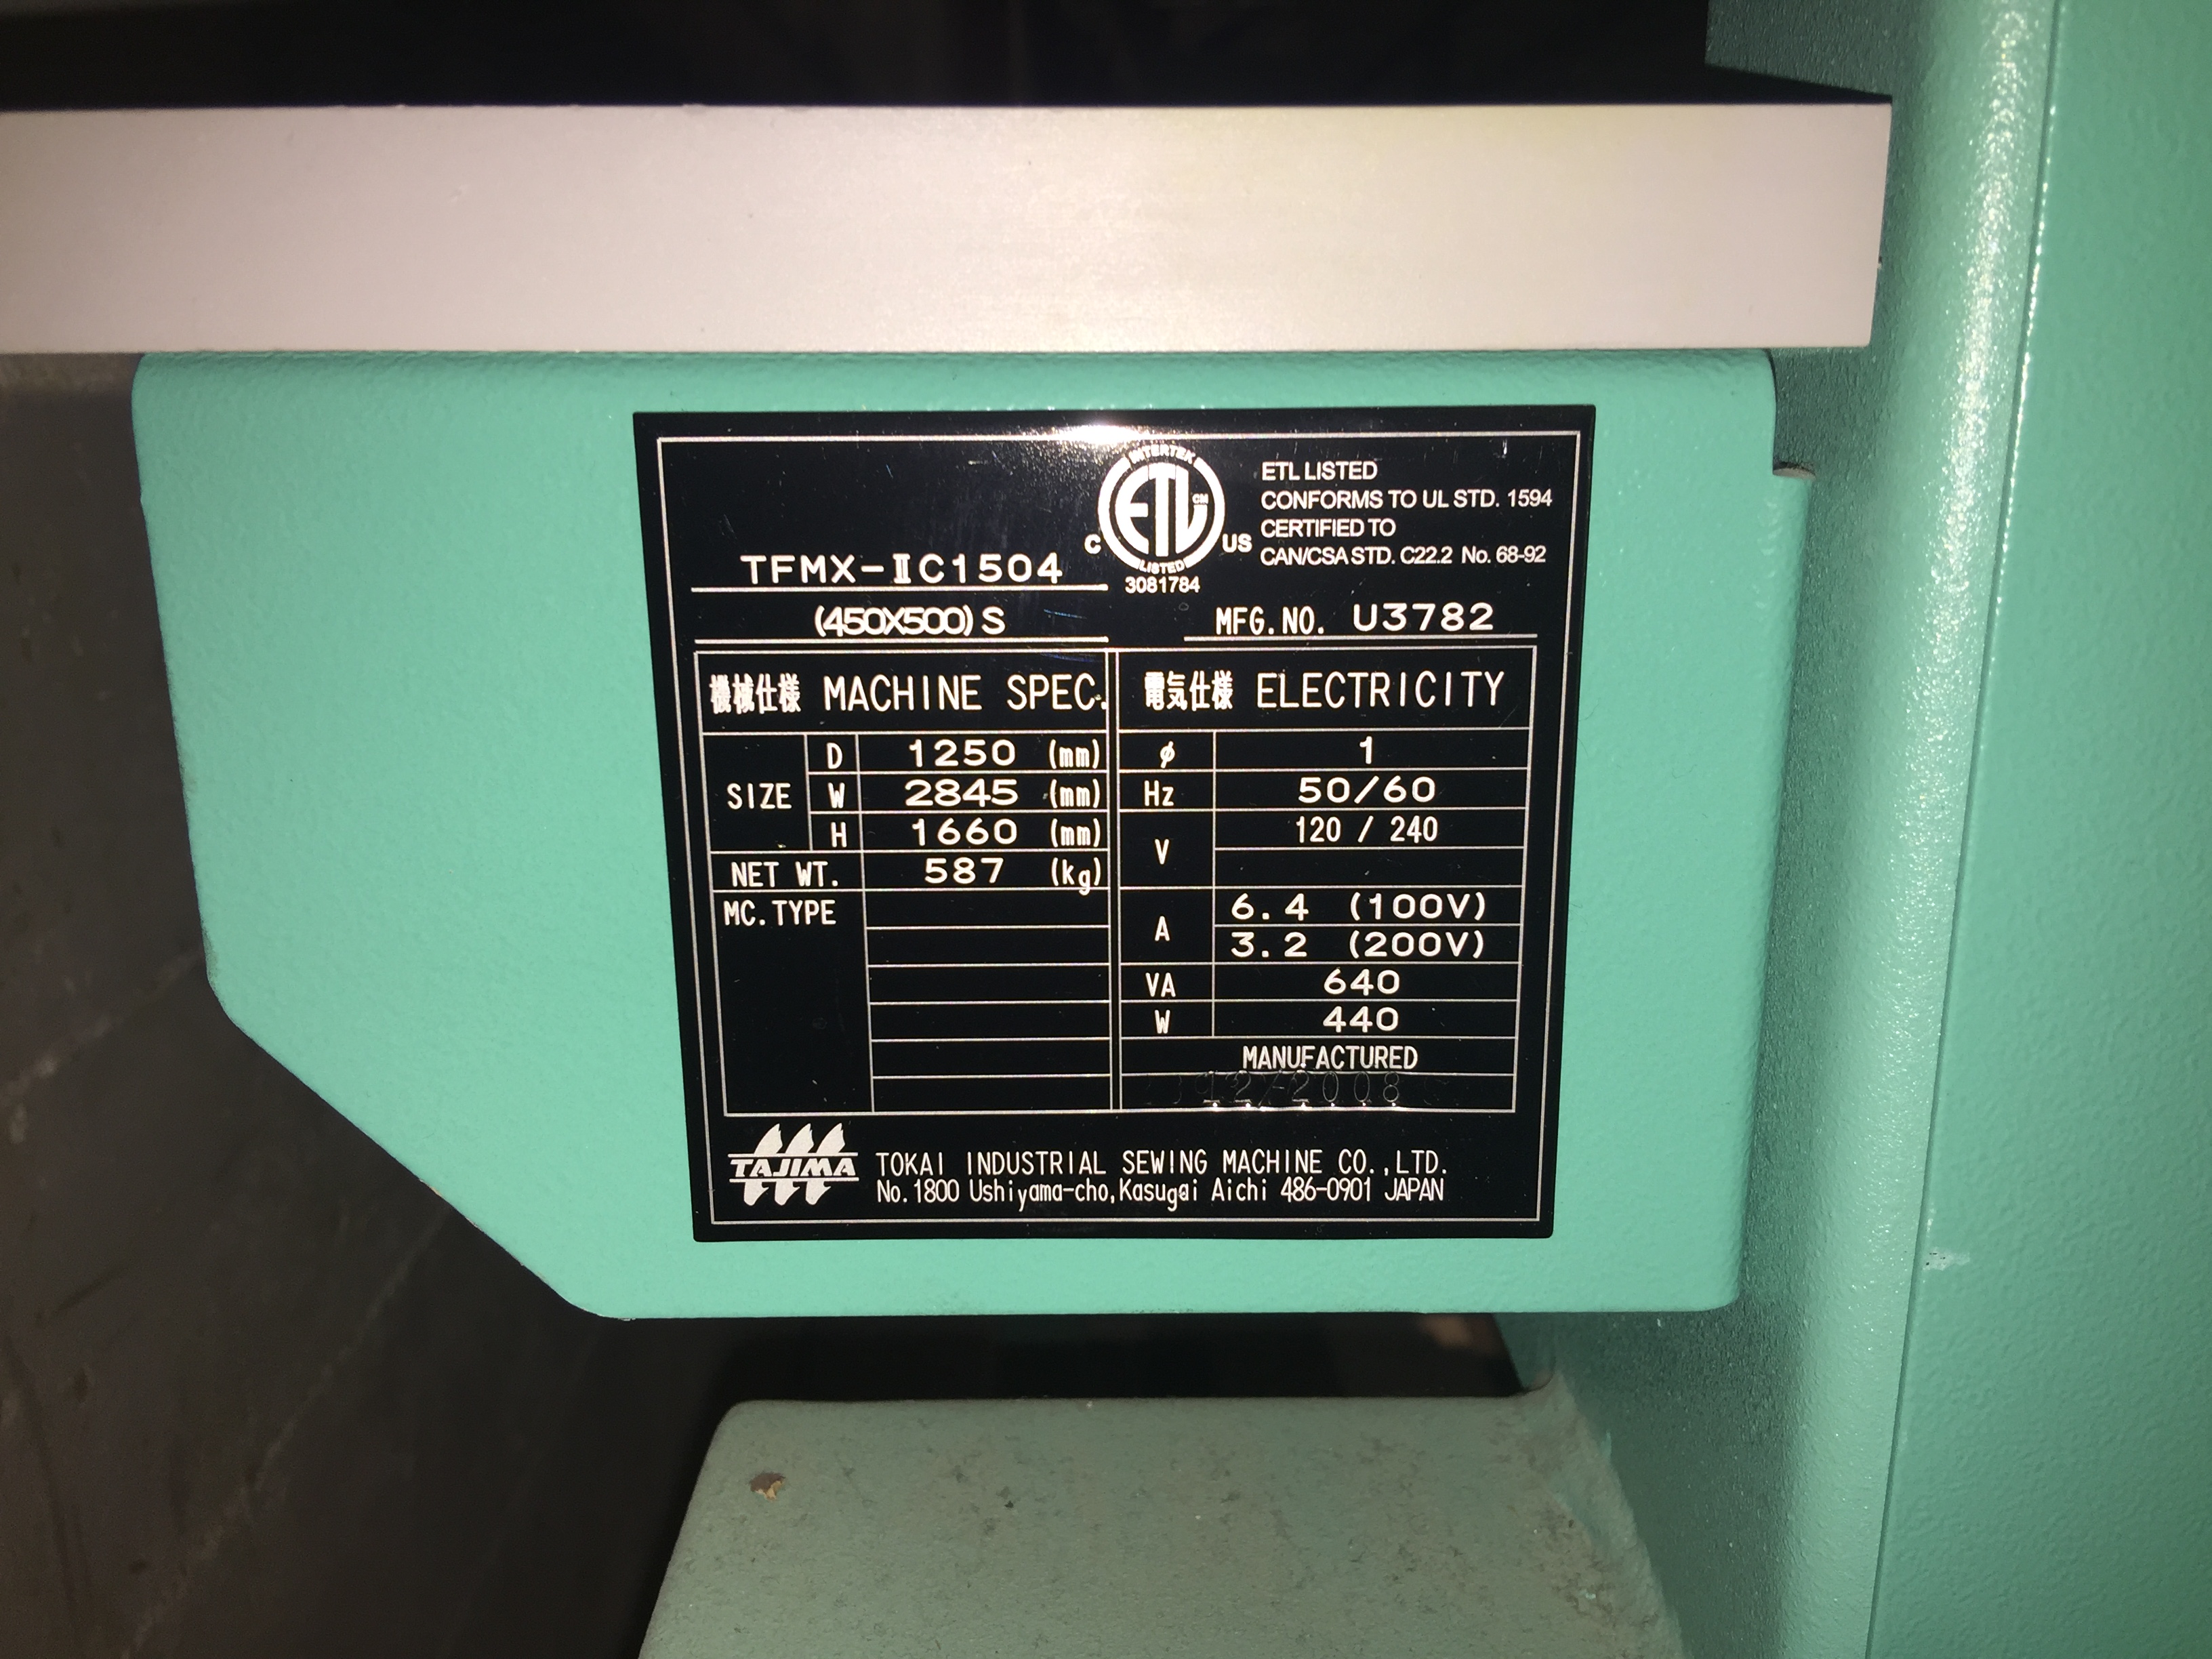 INTERTEK
ETL CM
LISTED
C US
3081784
ETL LISTED
CONFORMS TO UL STD. 1594
CERTIFIED TO
CAN/CSA STD. C22.2 No. 68-92
TFMX-ⅡC1504
(450X500) S
MFG.NO. U3782
機械仕様 MACHINE SPEC.
SIZE
D 1250 (mm)
W 2845 (mm)
H 1660 (mm)
NET WT. 587 (kg)
MC.TYPE
電気仕様 ELECTRICITY
φ 1
Hz 50/60
V 120 / 240
A 6.4 (100V)
3.2 (200V)
VA 640
W 440
MANUFACTURED
12/2008
TAJIMA
TOKAI INDUSTRIAL SEWING MACHINE CO.,LTD.
No.1800 Ushiyama-cho,Kasugai Aichi 486-0901 JAPAN